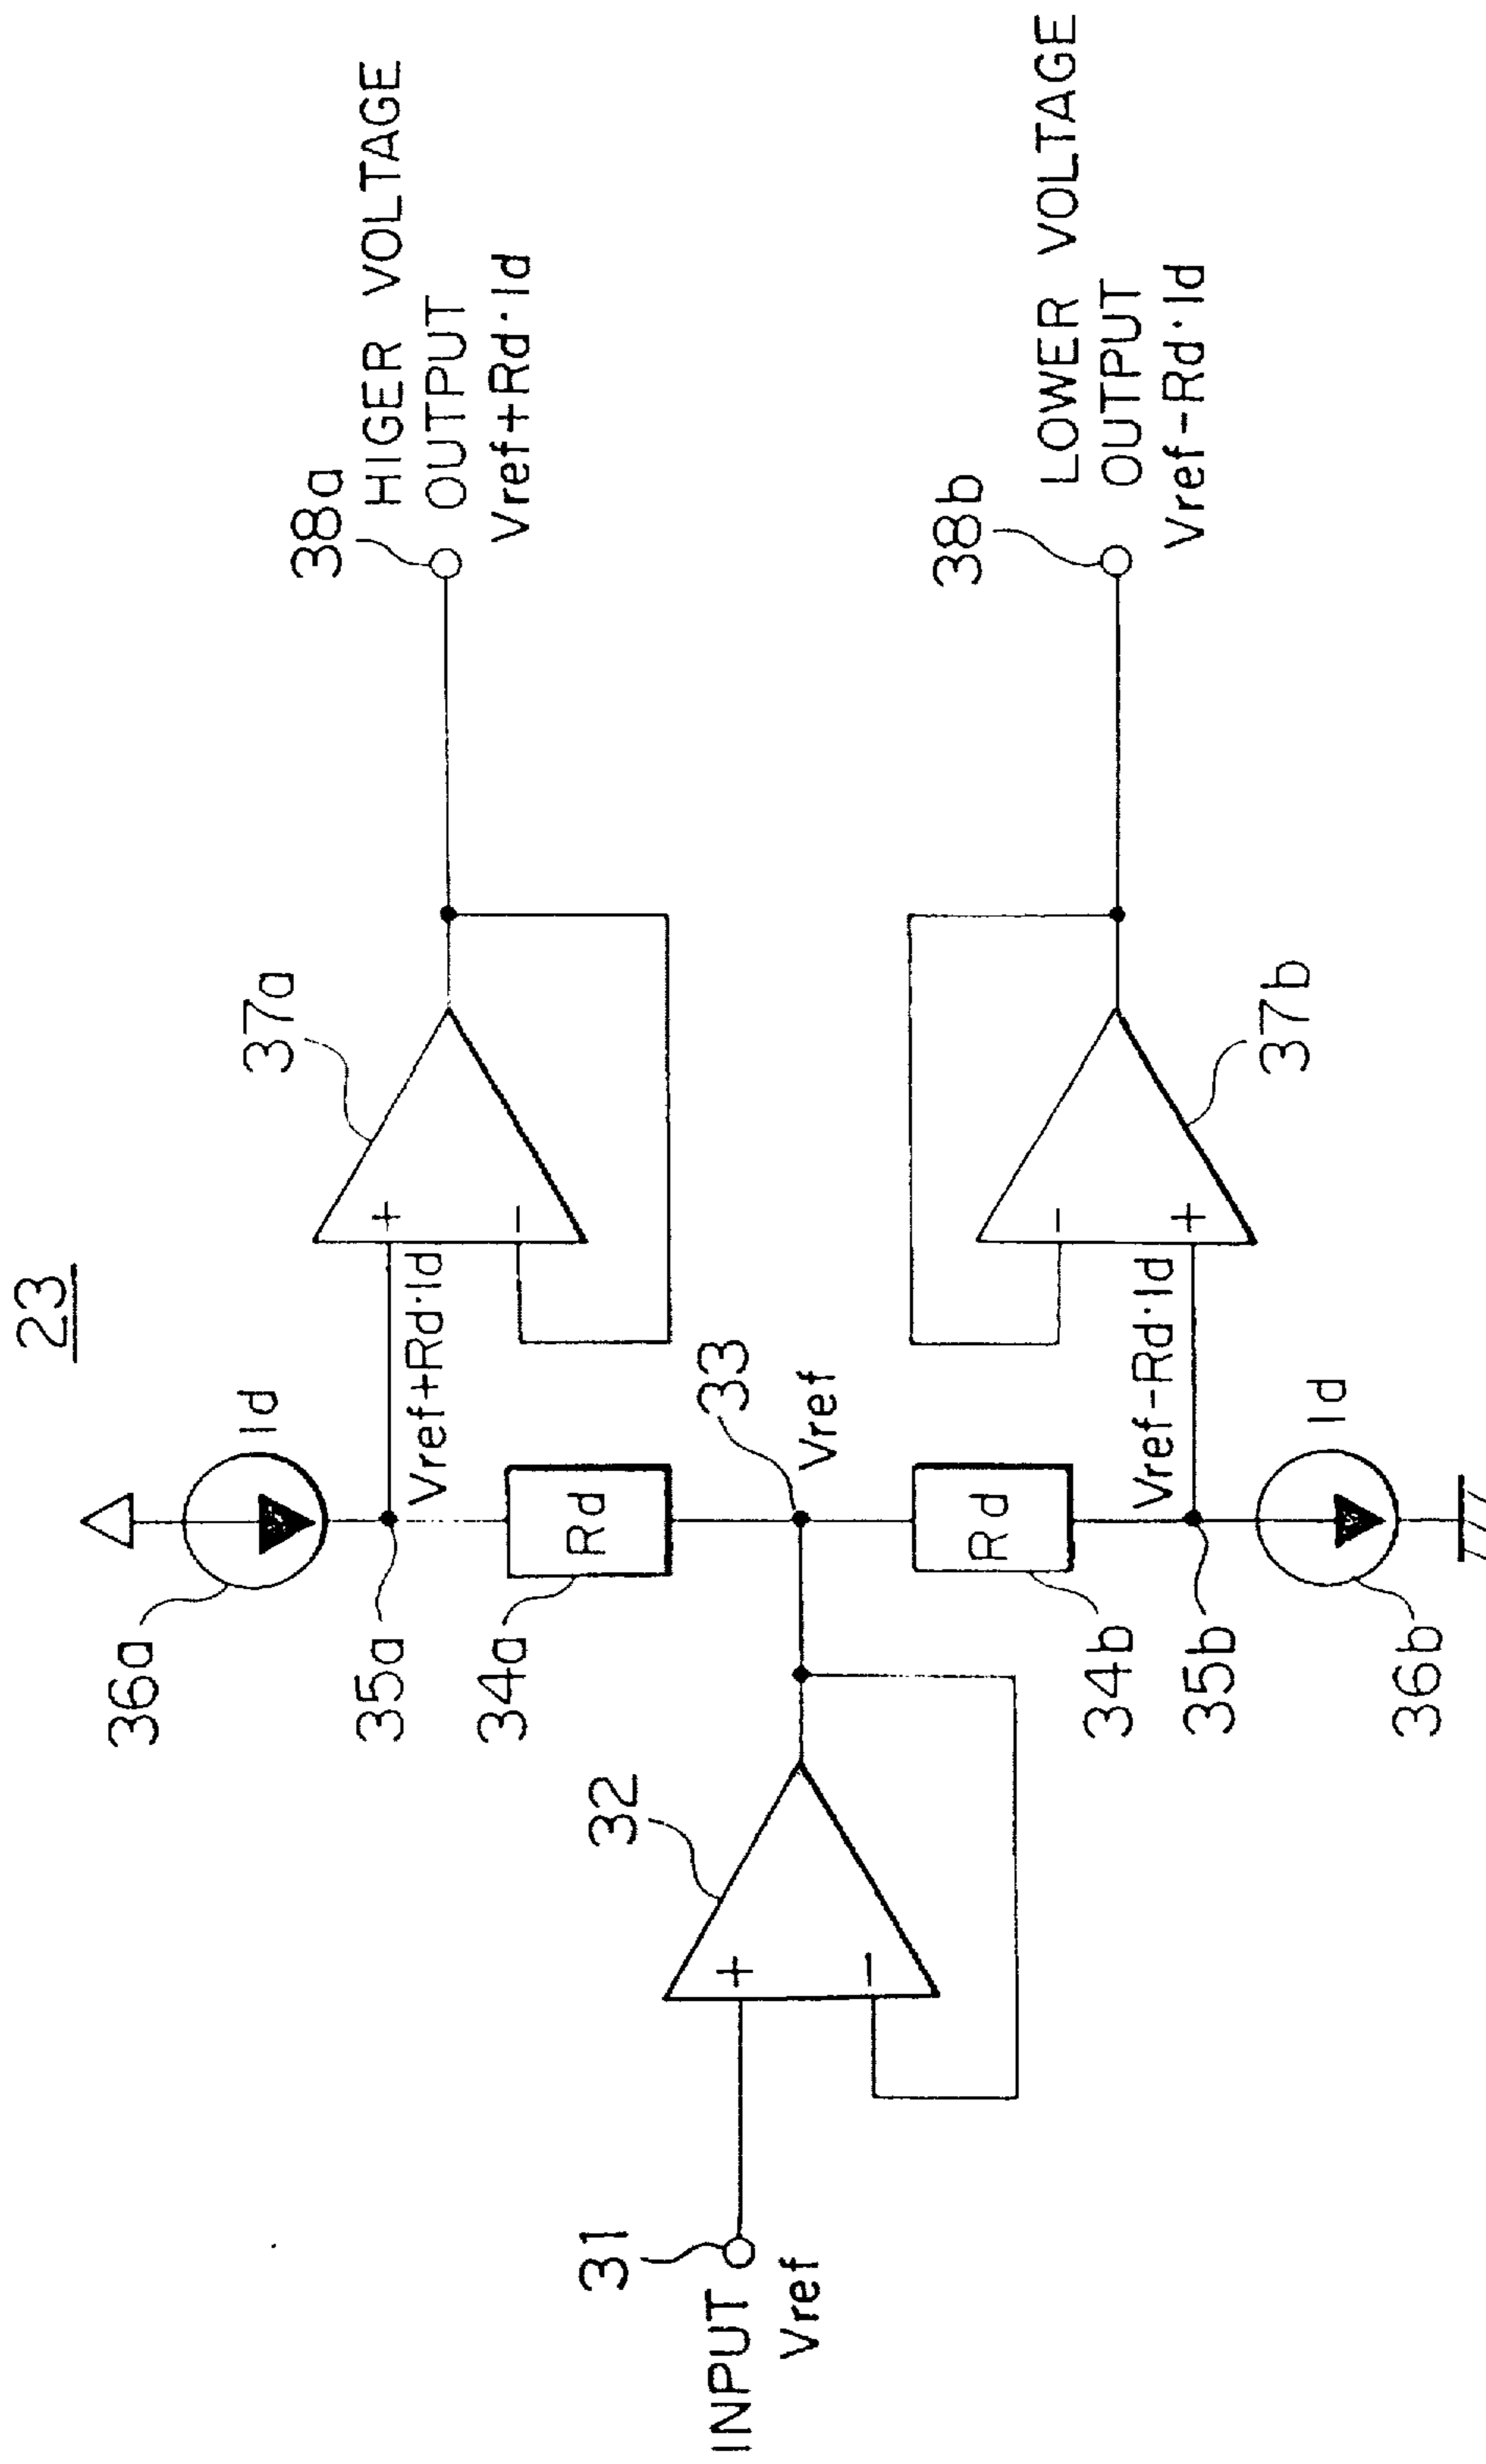 23
36a
Id
35a
Vref+Rd·Id
34a
Rd
37a
+
-
38a
HIGER VOLTAGE
OUTPUT
Vref+Rd·Id
31
INPUT
Vref
32
+
-
33
Vref
34b
Rd
35b
Vref-Rd·Id
36b
Id
-
+
37b
38b
LOWER VOLTAGE
OUTPUT
Vref-Rd·Id